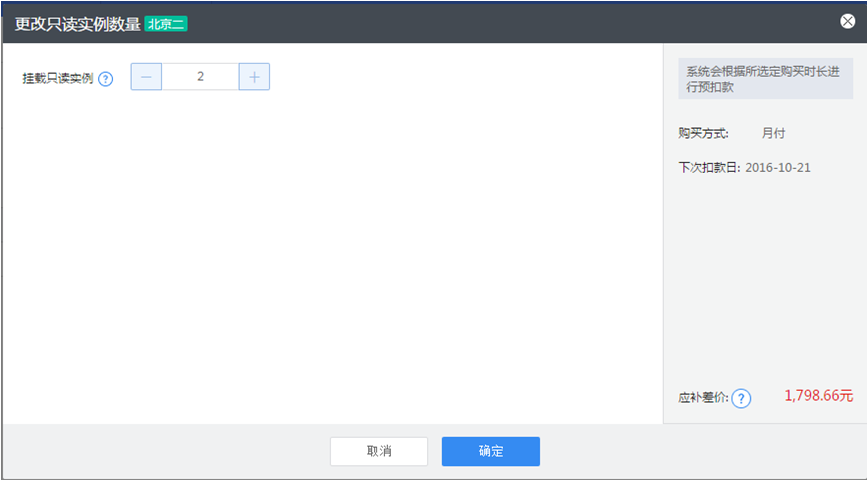 更改只读实例数量 北京二
挂载只读实例 ? − 2 +
系统会根据所选定购买时长进
行预扣款
购买方式: 月付
下次扣款日: 2016-10-21
应补差价: ? 1,798.66元
取消 确定